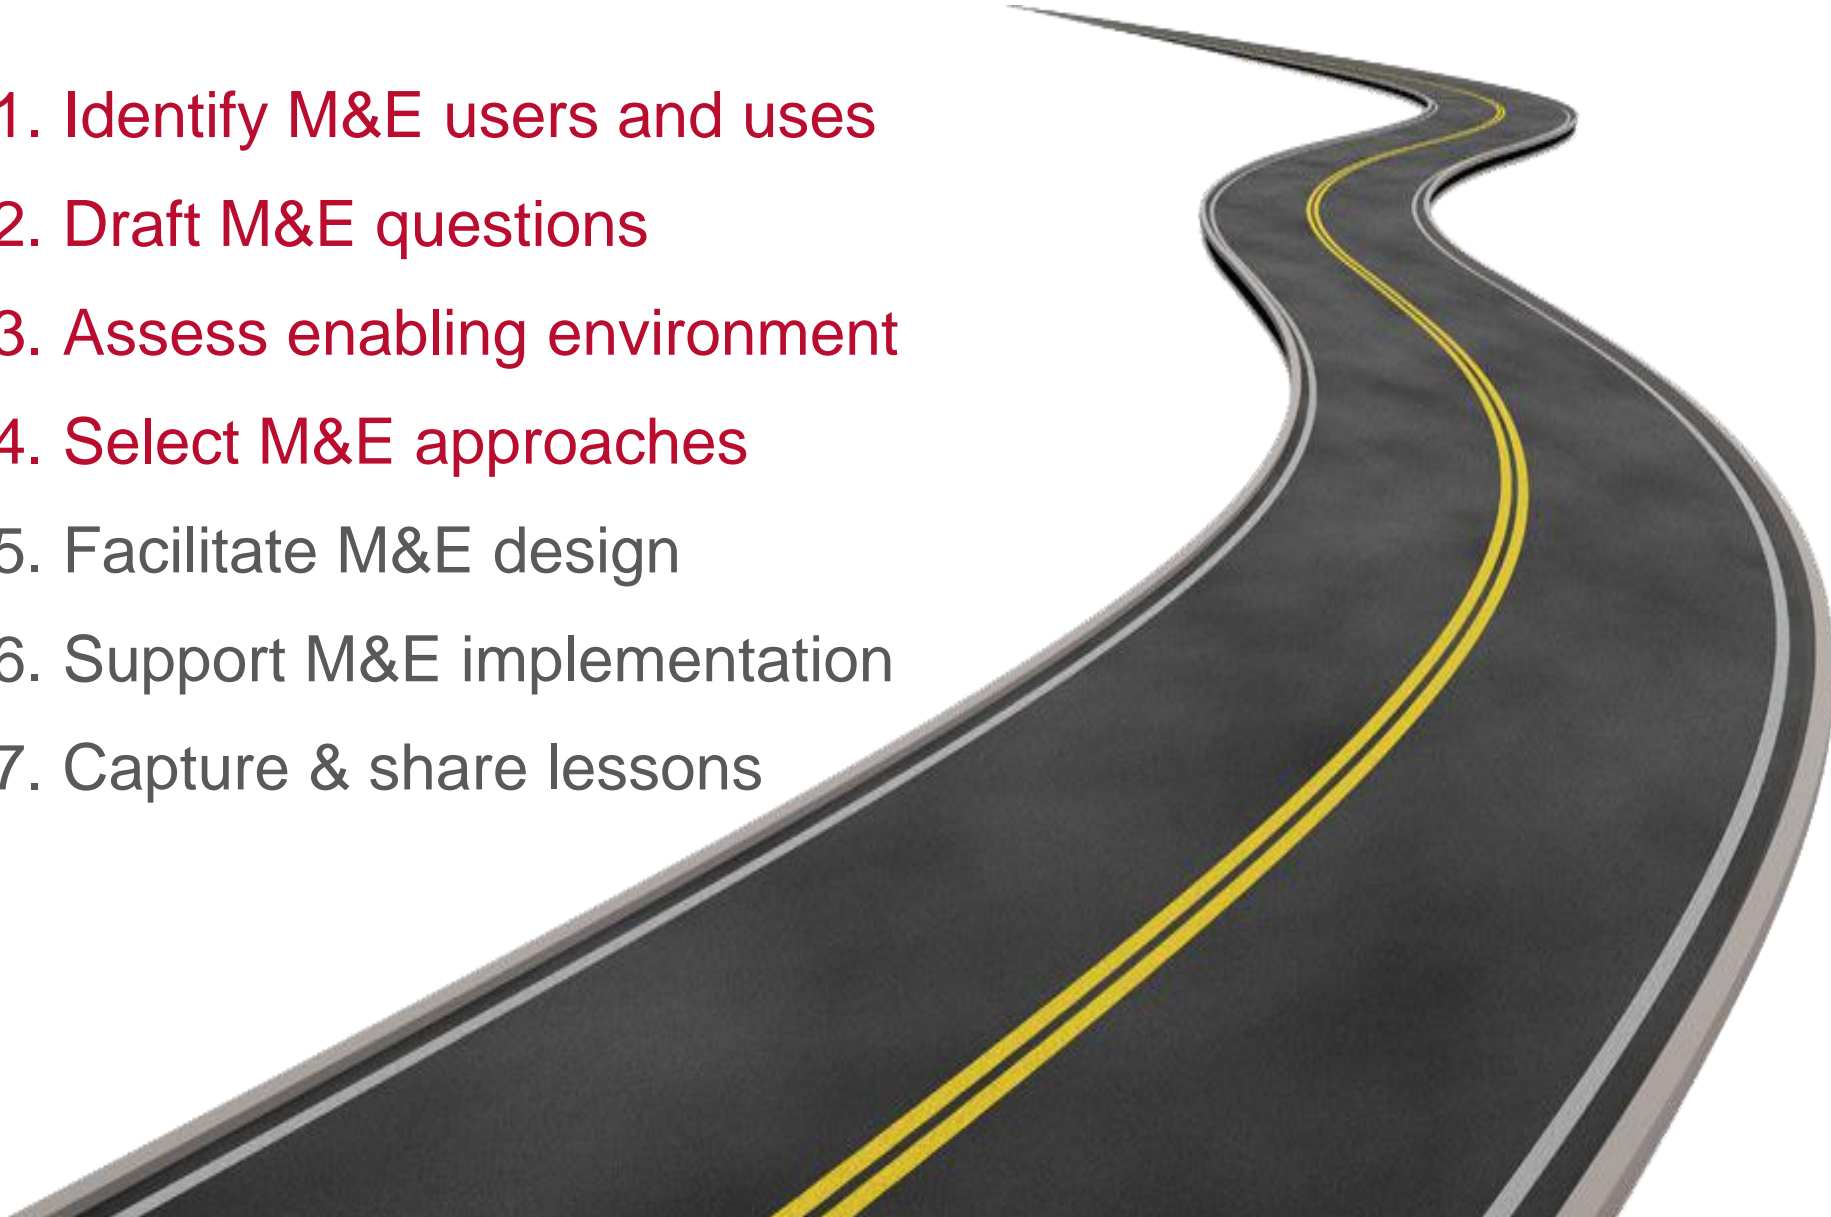 1. Identify M&E users and uses
2. Draft M&E questions
3. Assess enabling environment
4. Select M&E approaches
5. Facilitate M&E design
6. Support M&E implementation
7. Capture & share lessons